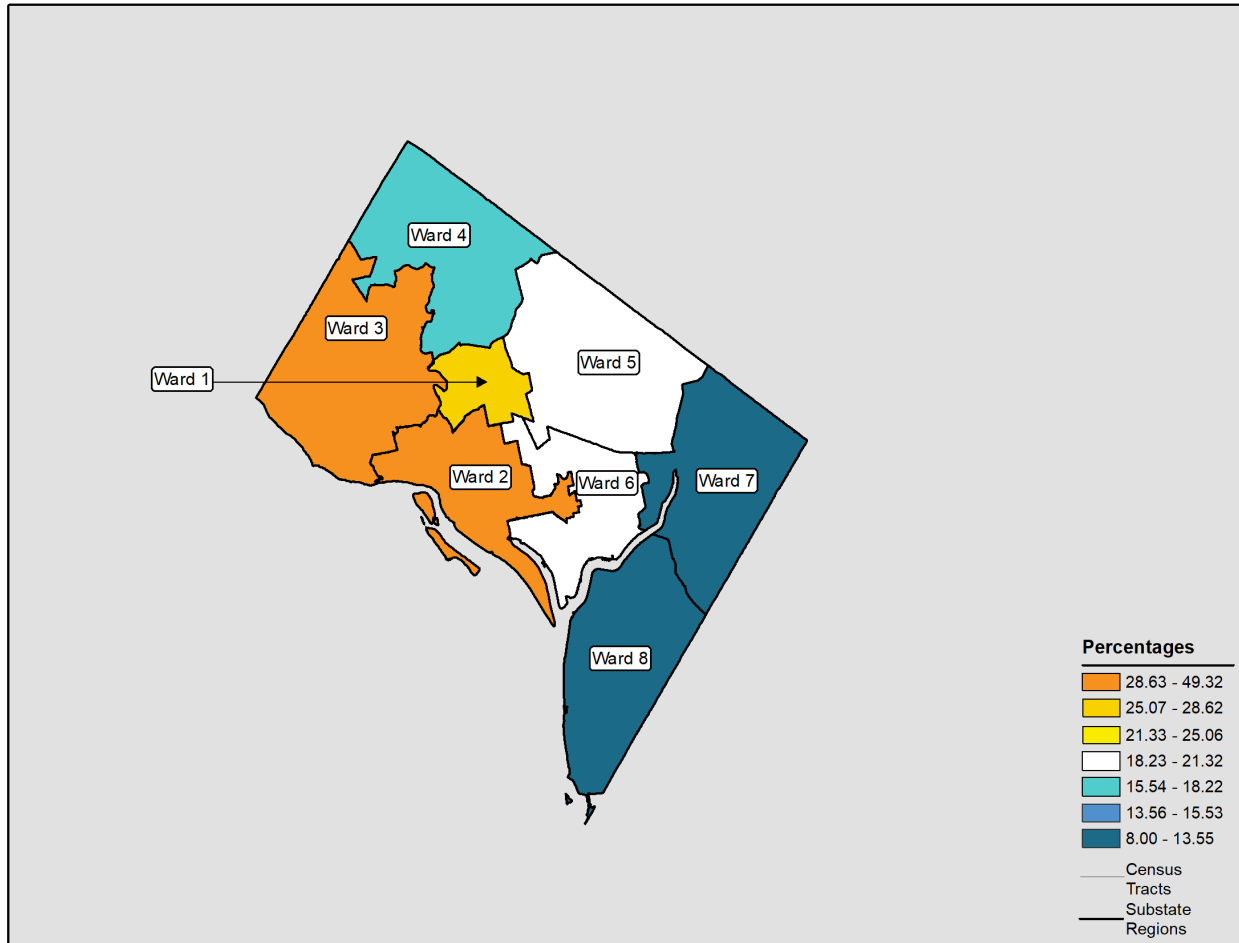 Ward 4
Ward 3
Ward 5
Ward 1
Ward 2
Ward 6
Ward 7
Ward 8
Percentages
28.63 - 49.32
25.07 - 28.62
21.33 - 25.06
18.23 - 21.32
15.54 - 18.22
13.56 - 15.53
8.00 - 13.55
Census
Tracts
Substate
Regions